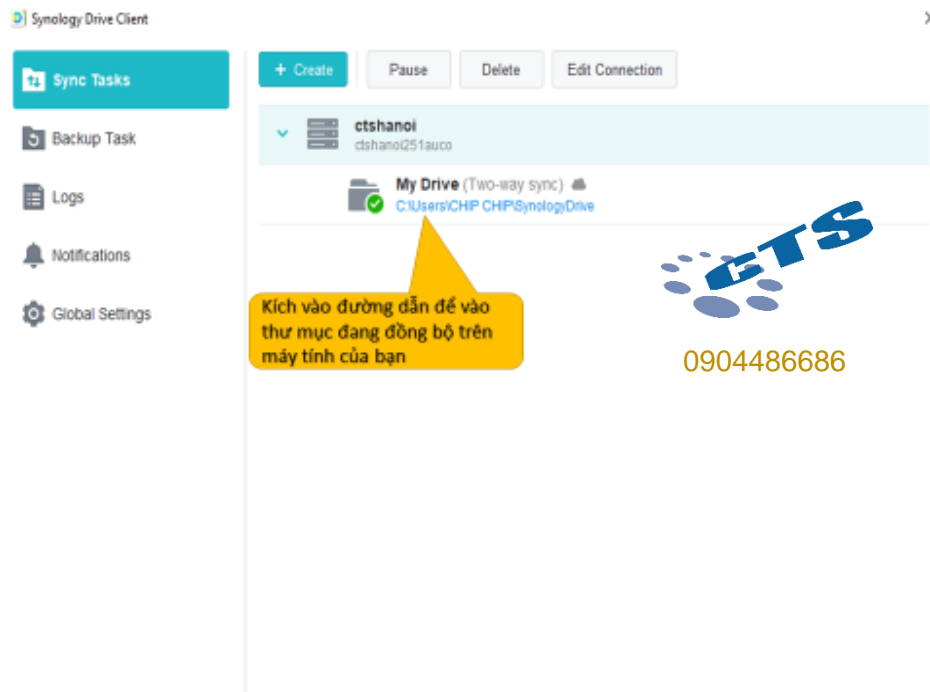 Synology Drive Client
Sync Tasks
Backup Task
Logs
Notifications
Global Settings
+ Create
Pause
Delete
Edit Connection
ctshanoi
ctshanoi251auco
My Drive (Two-way sync)
C:\Users\CHIP CHIP\SynologyDrive
Kích vào đường dẫn để vào
thư mục đang đồng bộ trên
máy tính của bạn
CTS
0904486686